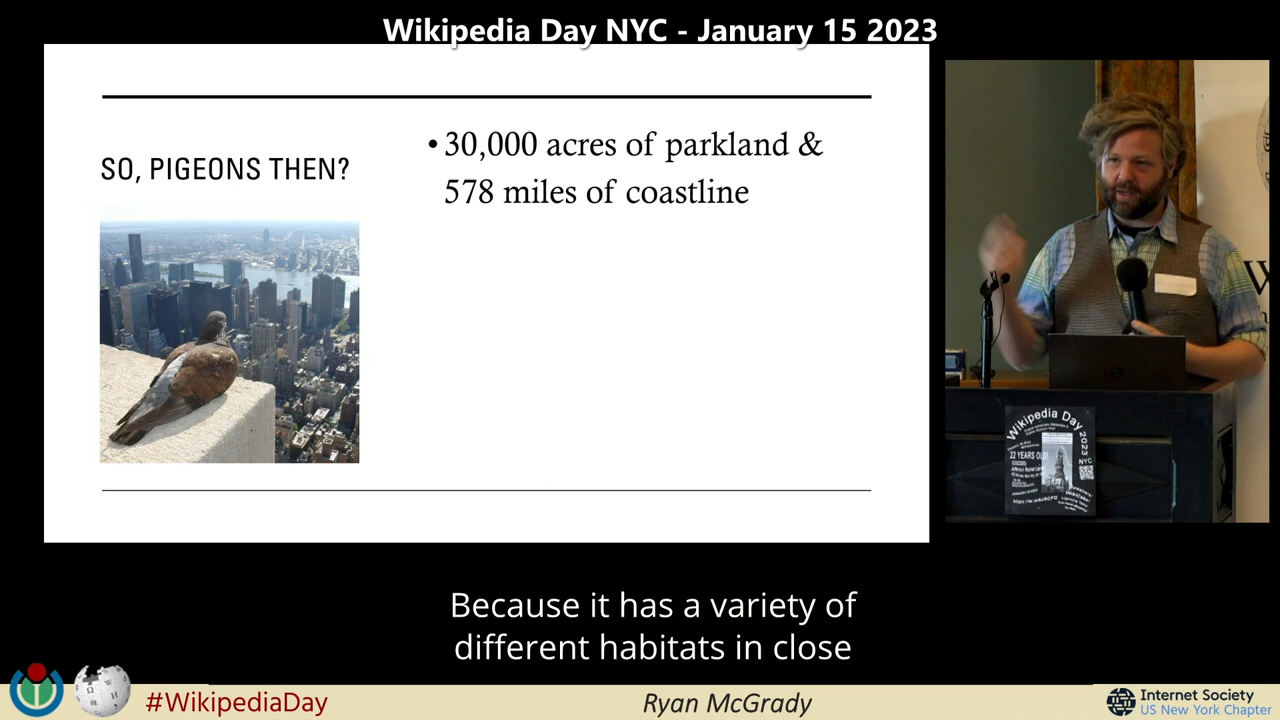 Wikipedia Day NYC - January 15 2023
SO, PIGEONS THEN?
• 30,000 acres of parkland &
578 miles of coastline
Wikipedia Day
2023
NYC
22 YEARS OLD!
Because it has a variety of
different habitats in close
#WikipediaDay
Ryan McGrady
Internet Society
US New York Chapter